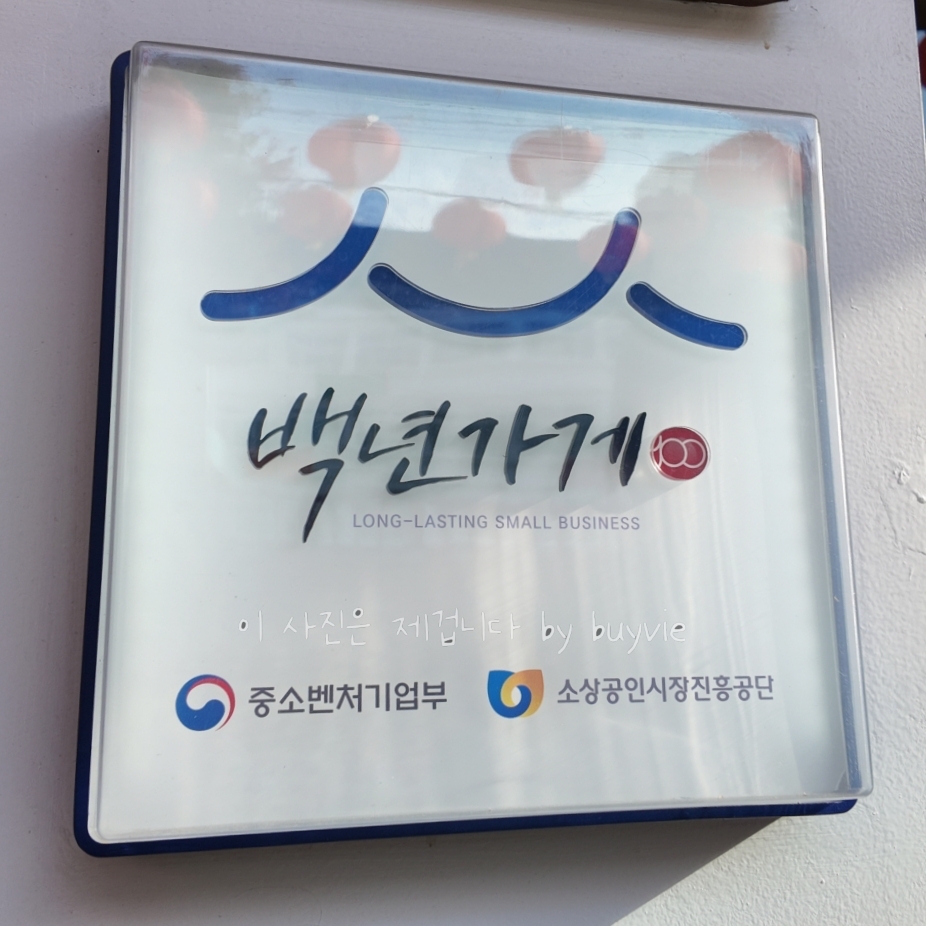 백년가게 100
LONG-LASTING SMALL BUSINESS
이 사진은 제겁니다 by buyvie
중소벤처기업부 소상공인시장진흥공단